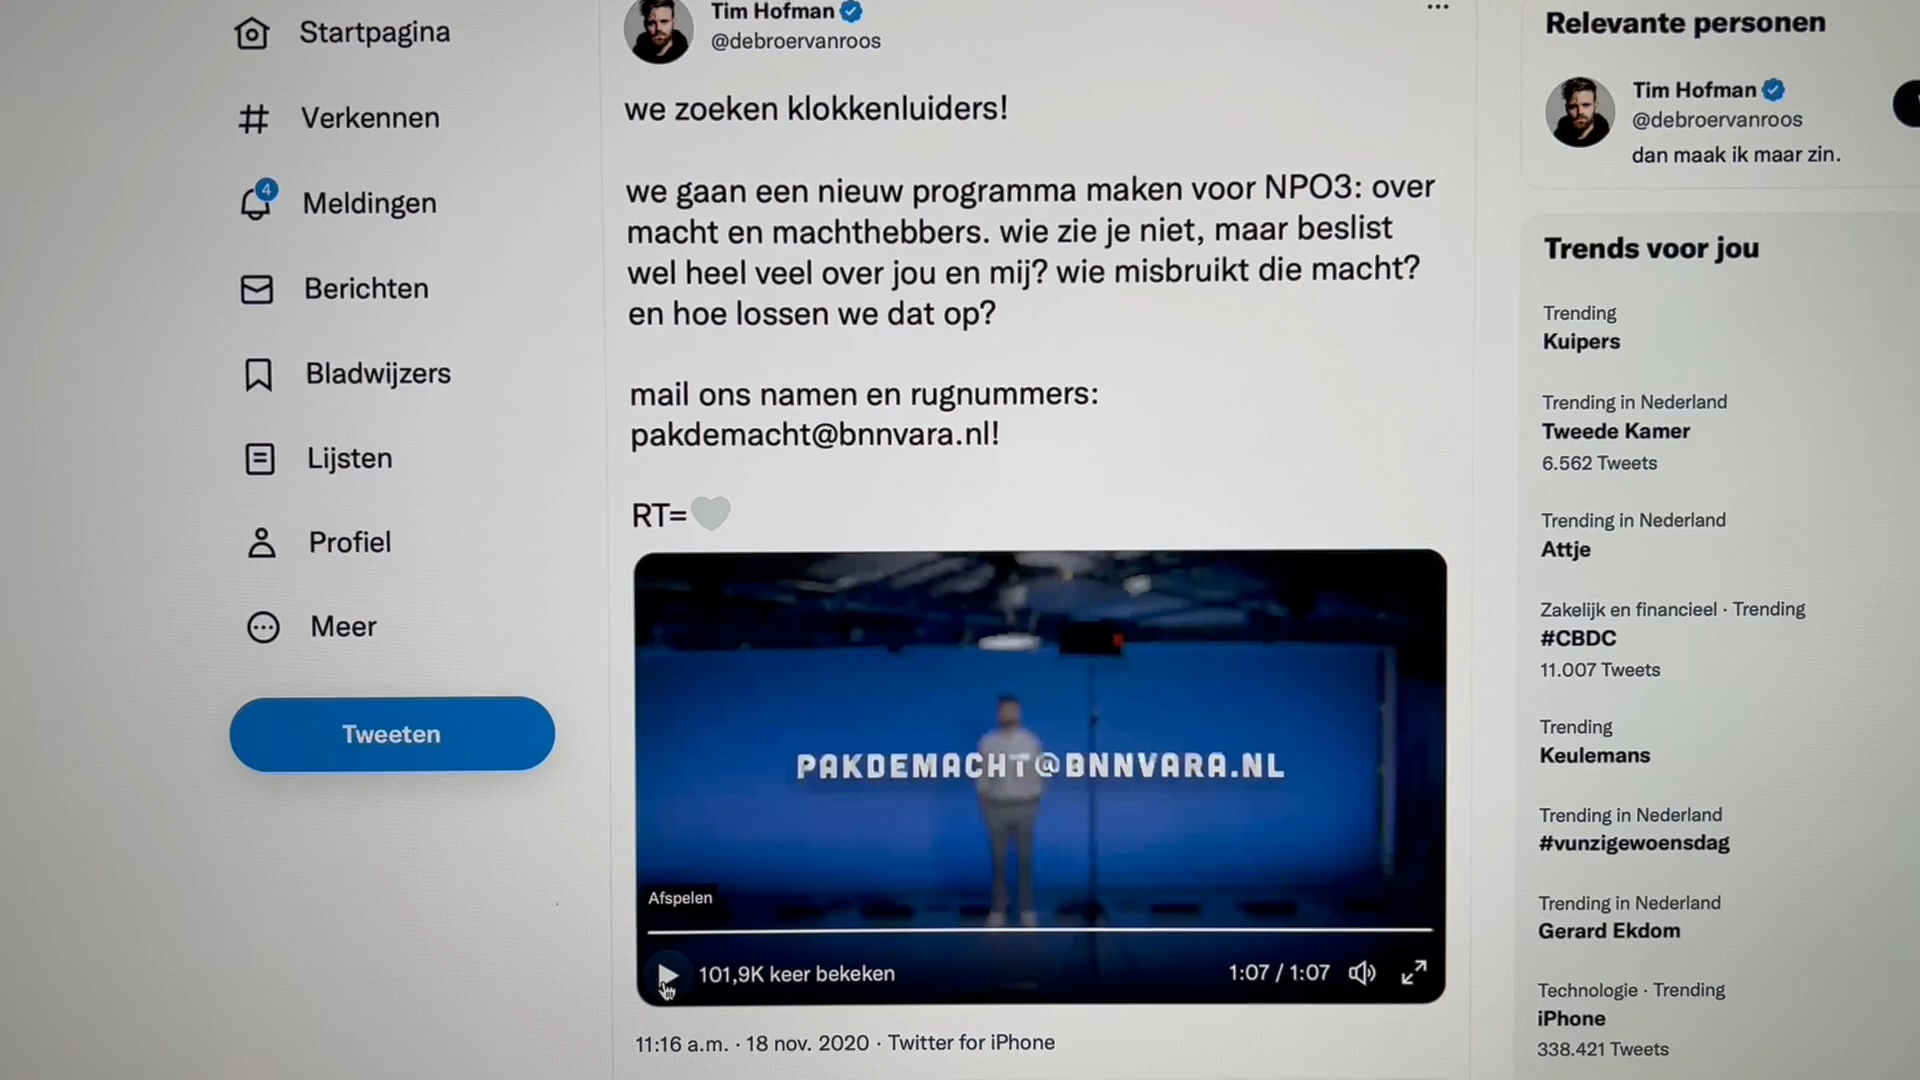 Startpagina
Verkennen
4
Meldingen
Berichten
Bladwijzers
Lijsten
Profiel
Meer
Tweeten
Tim Hofman
@debroervanroos
we zoeken klokkenluiders!
we gaan een nieuw programma maken voor NPO3: over
macht en machthebbers. wie zie je niet, maar beslist
wel heel veel over jou en mij? wie misbruikt die macht?
en hoe lossen we dat op?
mail ons namen en rugnummers:
pakdemacht@bnnvara.nl!
RT=
PAKDEMACHT@BNNVARA.NL
Afspelen
101,9K keer bekeken
1:07 / 1:07
11:16 a.m. · 18 nov. 2020 · Twitter for iPhone
Relevante personen
Tim Hofman
@debroervanroos
dan maak ik maar zin.
Trends voor jou
Trending
Kuipers
Trending in Nederland
Tweede Kamer
6.562 Tweets
Trending in Nederland
Attje
Zakelijk en financieel · Trending
#CBDC
11.007 Tweets
Trending
Keulemans
Trending in Nederland
#vunzigewoensdag
Trending in Nederland
Gerard Ekdom
Technologie · Trending
iPhone
338.421 Tweets